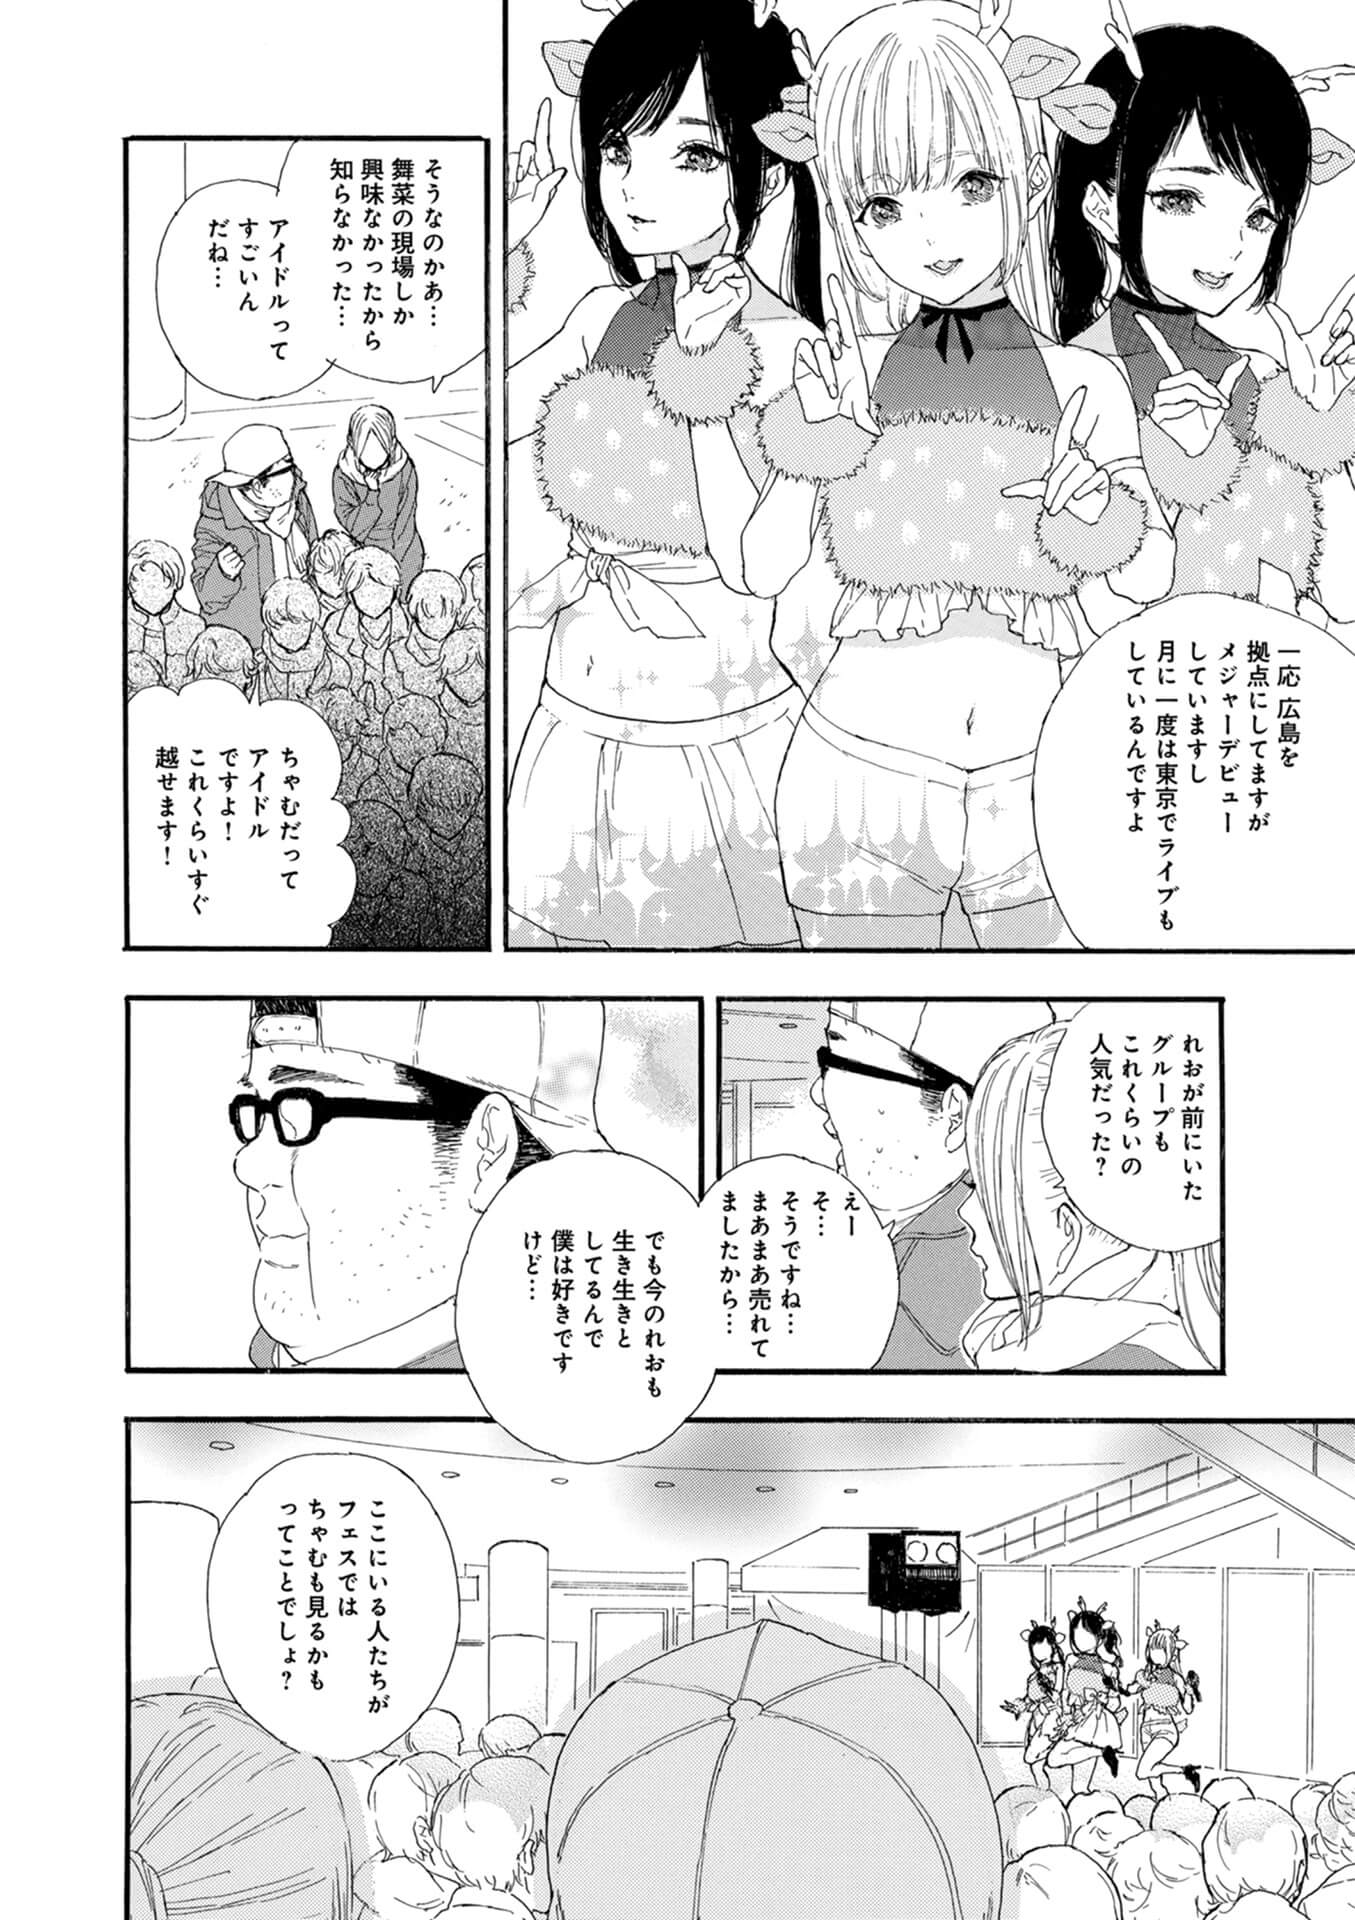 一応 広島を
拠点にしてますが
メジャーデビュー
していますし
月に一度は東京でライブも
しているんですよ
そうなのかあ…
舞菜の現場しか
興味なかったから
知らなかった…
アイドルって
すごいん
だね…
ちゃむだって
アイドル
ですよ！
これくらいすぐ
越せます！
れおが前にいた
グループも
これくらいの
人気だった？
えー
そ…
そうですね…
まあまあ売れて
ましたから…
でも今のれおも
生き生きと
してるんで
僕は好きです
けど…
ここにいる人たちが
フェスでは
ちゃむも見るかも
ってことでしょ？